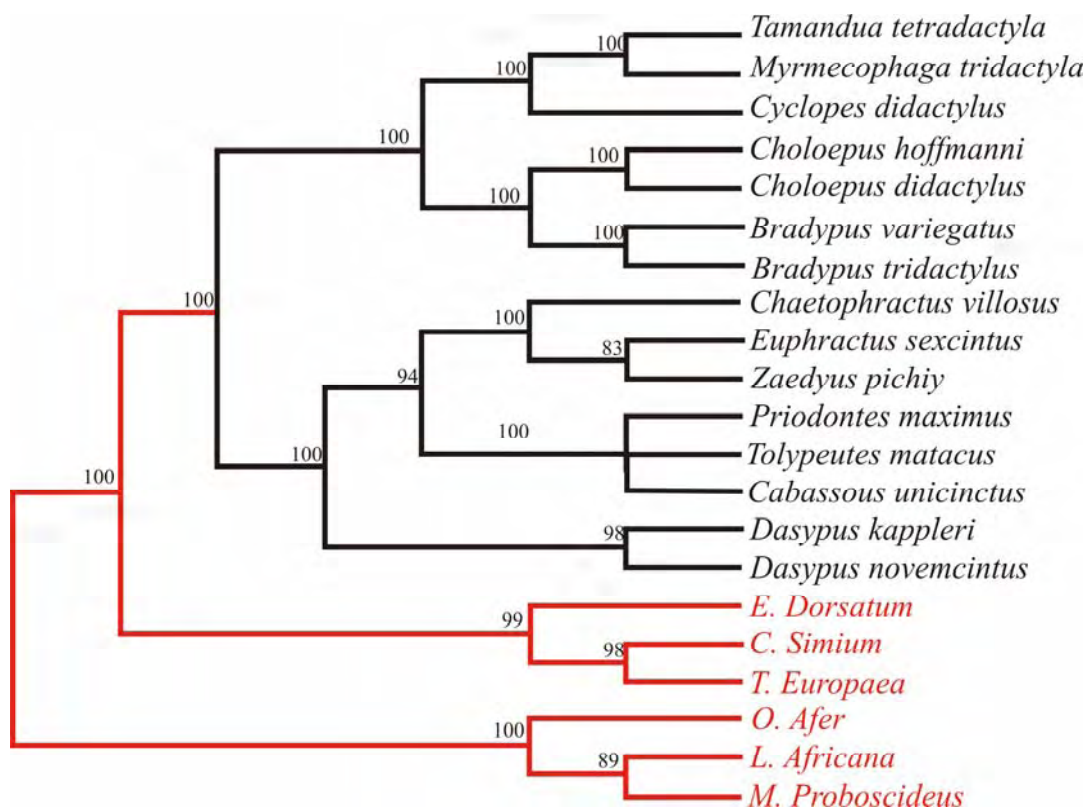 Tamandua tetradactyla
100
Myrmecophaga tridactyla
100
Cyclopes didactylus
100
Choloepus hoffmanni
100
Choloepus didactylus
100
Bradypus variegatus
100
Bradypus tridactylus
100
Chaetophractus villosus
100
Euphractus sexcintus
83
Zaedyus pichiy
94
Priodontes maximus
100
Tolypeutes matacus
100
Cabassous unicinctus
100
Dasypus kappleri
98
Dasypus novemcintus
E. Dorsatum
99
C. Simium
98
T. Europaea
O. Afer
100
L. Africana
89
M. Proboscideus